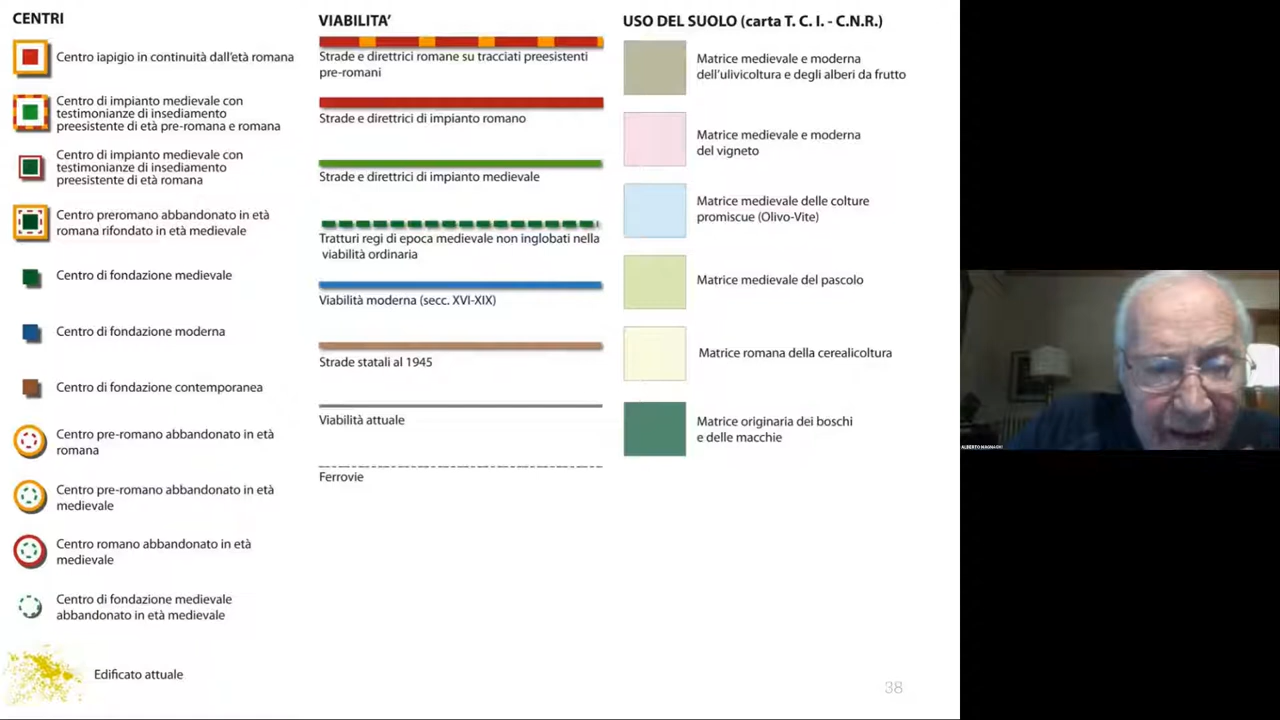 CENTRI
Centro iapigio in continuità dall'età romana
Centro di impianto medievale con
testimonianze di insediamento
preesistente di età pre-romana e romana
Centro di impianto medievale con
testimonianze di insediamento
preesistente di età romana
Centro preromano abbandonato in età
romana rifondato in età medievale
Centro di fondazione medievale
Centro di fondazione moderna
Centro di fondazione contemporanea
Centro pre-romano abbandonato in età
romana
Centro pre-romano abbandonato in età
medievale
Centro romano abbandonato in età
medievale
Centro di fondazione medievale
abbandonato in età medievale
Edificato attuale
VIABILITA'
Strade e direttrici romane su tracciati preesistenti
pre-romani
Strade e direttrici di impianto romano
Strade e direttrici di impianto medievale
Tratturi regi di epoca medievale non inglobati nella
viabilità ordinaria
Viabilità moderna (secc. XVI-XIX)
Strade statali al 1945
Viabilità attuale
Ferrovie
USO DEL SUOLO (carta T. C. I. - C.N.R.)
Matrice medievale e moderna
dell'ulivicoltura e degli alberi da frutto
Matrice medievale e moderna
del vigneto
Matrice medievale delle colture
promiscue (Olivo-Vite)
Matrice medievale del pascolo
Matrice romana della cerealicoltura
Matrice originaria dei boschi
e delle macchie
38
ALBERTO MAGNAGHI